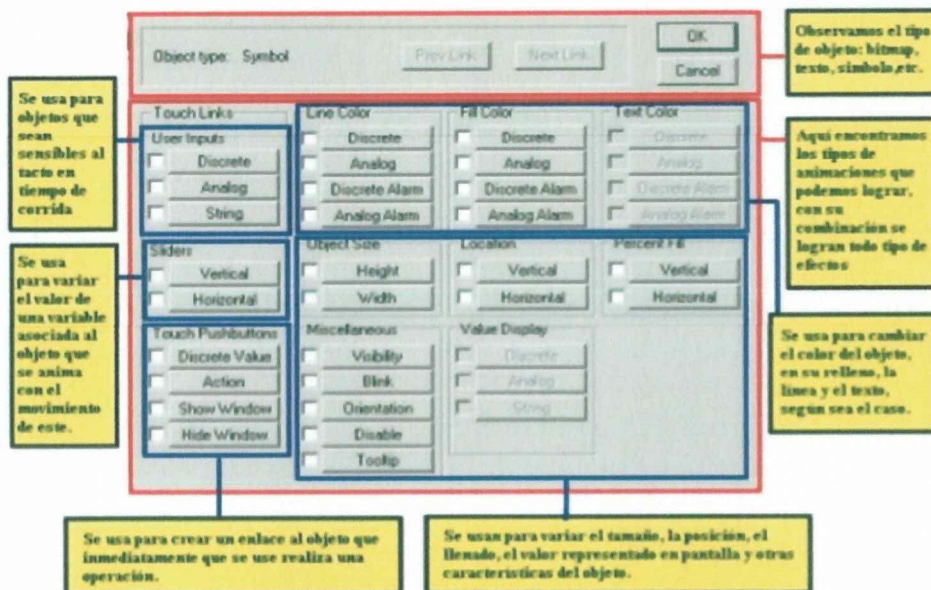 Object type: Symbol
Prev Link
Next Link
OK
Cancel
Observamos el tipo
de objeto: bitmap,
texto, simbolo,etc.
Se usa para
objetos que
sean
sensibles al
tacto en
tiempo de
corrida
Touch Links
User Inputs
Discrete
Analog
String
Line Color
Discrete
Analog
Discrete Alarm
Analog Alarm
Fill Color
Discrete
Analog
Discrete Alarm
Analog Alarm
Text Color
Discrete
Analog
Discrete Alarm
Analog Alarm
Aquí encontramos
los tipos de
animaciones que
podemos lograr,
con su
combinación se
logran todo tipo de
efectos
Se usa
para variar
el valor de
una variable
asociada al
objeto que
se anima
con el
movimiento
de este.
Sliders
Vertical
Horizontal
Object Size
Height
Width
Location
Vertical
Horizontal
Percent Fill
Vertical
Horizontal
Touch Pushbuttons
Discrete Value
Action
Show Window
Hide Window
Miscellaneous
Visibility
Blink
Orientation
Disable
Tooltip
Value Display
Discrete
Analog
String
Se usa para cambiar
el color del objeto,
en su relleno, la
línea y el texto,
según sea el caso.
Se usa para crear un enlace al objeto que
inmediatamente que se use realiza una
operación.
Se usan para variar el tamaño, la posición, el
llenado, el valor representado en pantalla y otras
características del objeto.